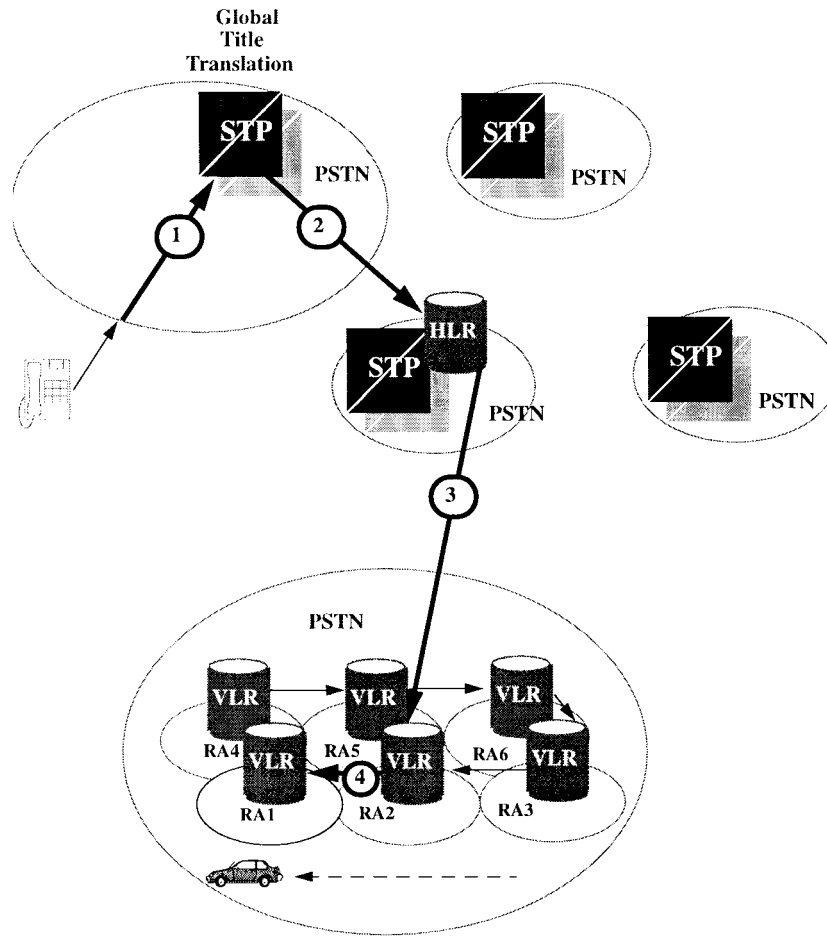 Global
Title
Translation
STP
PSTN
STP
PSTN
1
2
HLR
STP
PSTN
STP
PSTN
3
PSTN
VLR
VLR
VLR
RA4
RA5
RA6
VLR
VLR
VLR
4
RA1
RA2
RA3